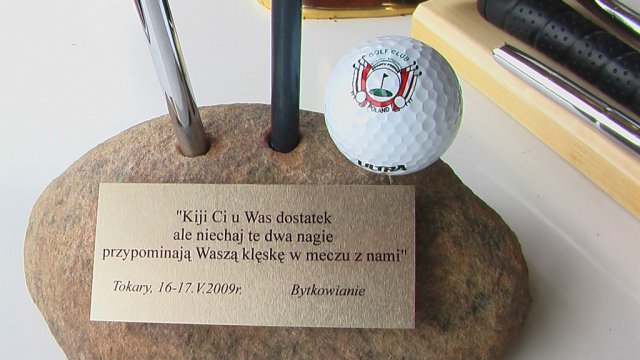 GOLF CLUB
POLAND
ULTRA
"Kiji Ci u Was dostatek
ale niechaj te dwa nagie
przypominają Waszą klęskę w meczu z nami"
Tokary, 16-17.V.2009r. Bytkowianie